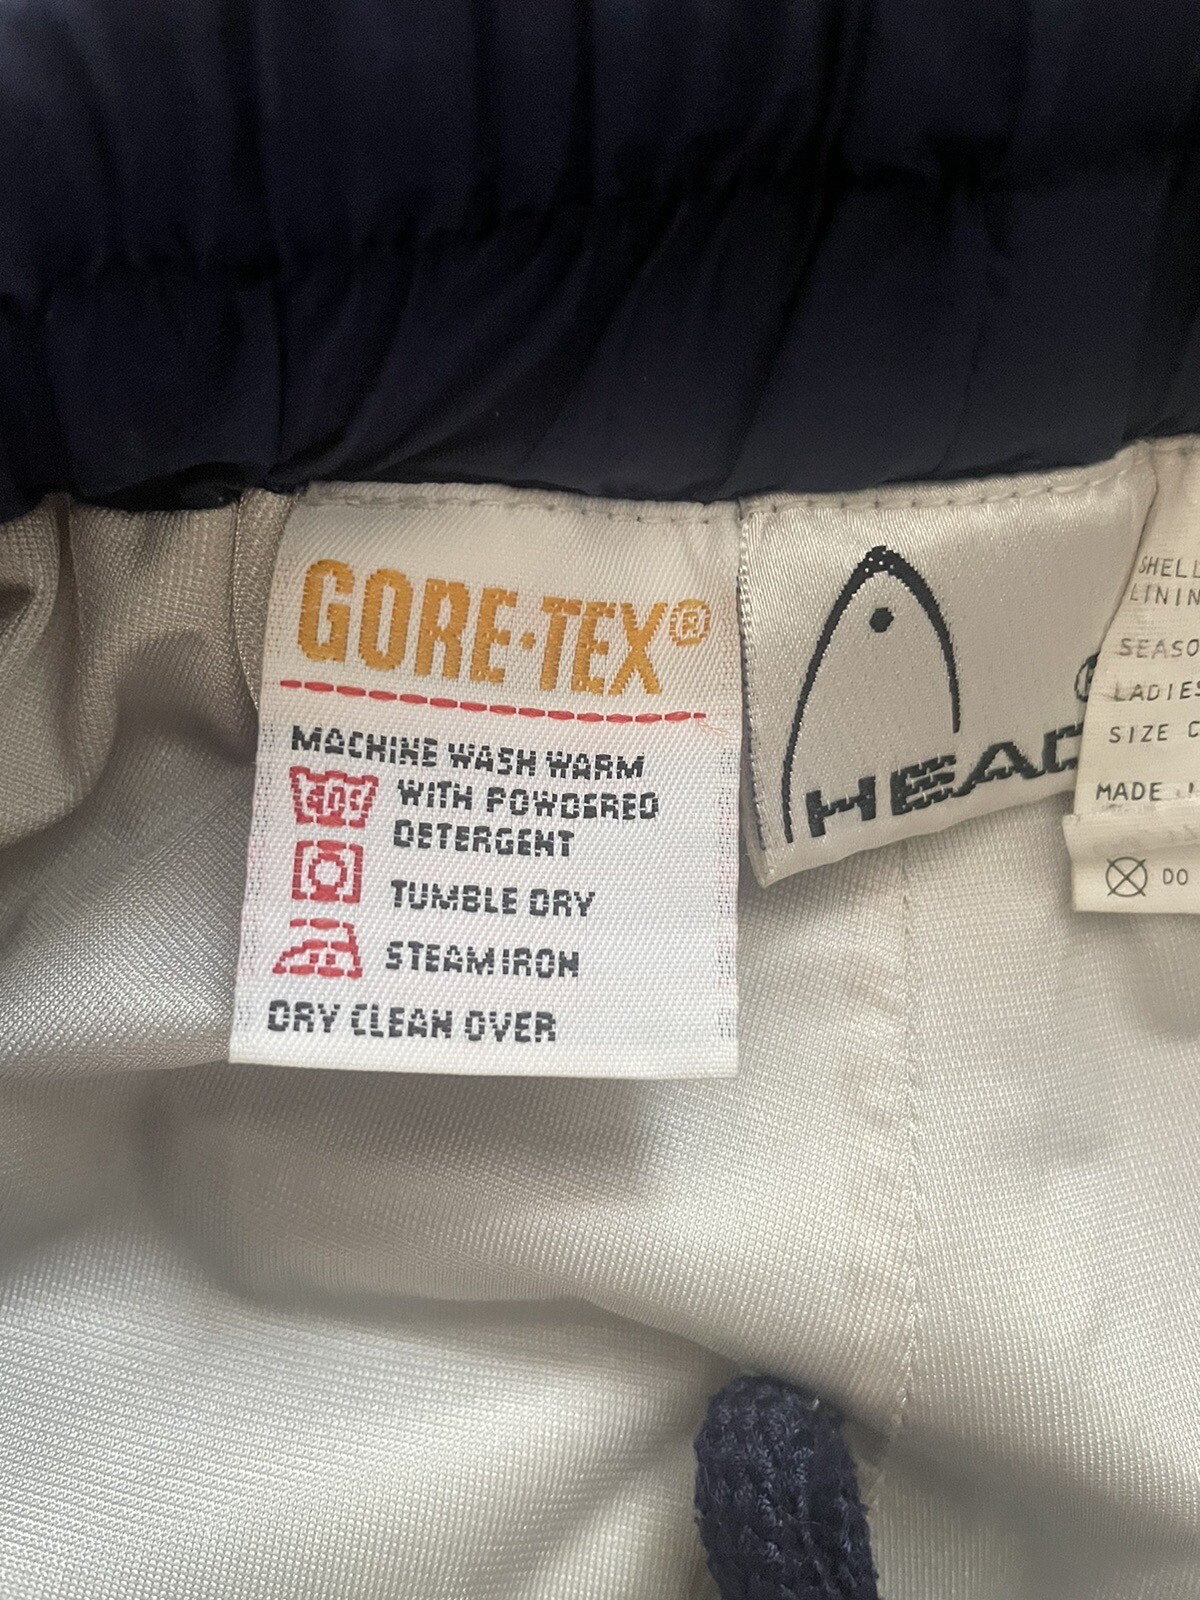 GORE-TEX®
MACHINE WASH WARM
40C WITH POWDERED
DETERGENT
TUMBLE DRY
STEAM IRON
DRY CLEAN OVER
HEAD
®
SHELL
LININ
SEASO
LADIES
SIZE C
MADE I
DO